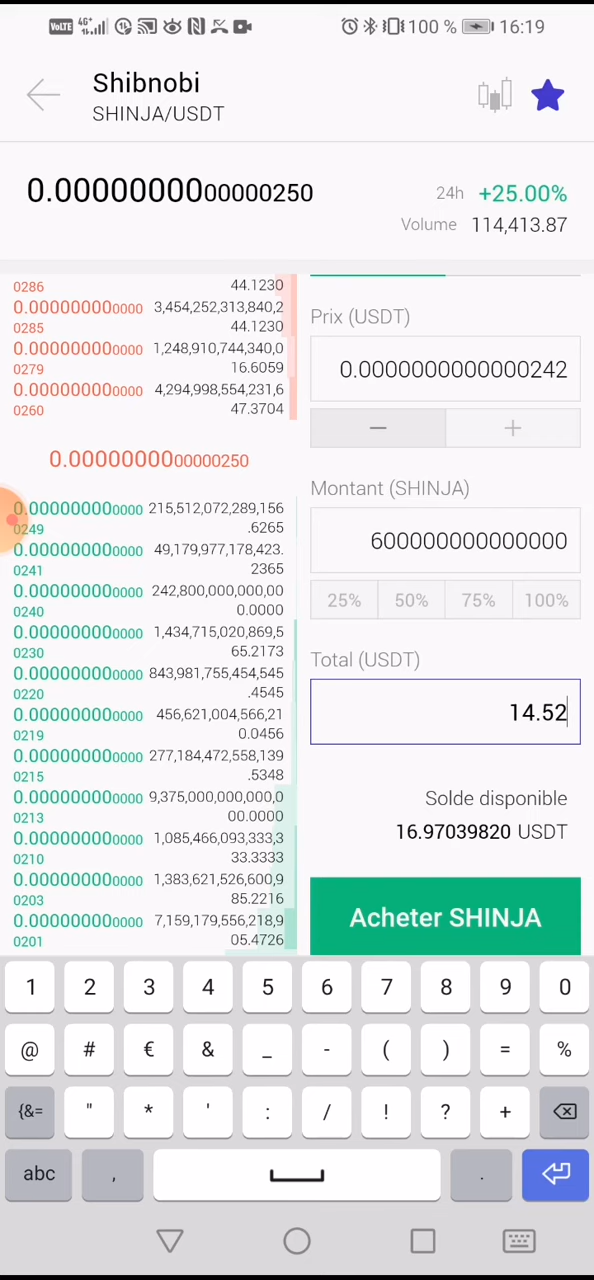 VoLTE 4G+ 100 % 16:19
Shibnobi
SHINJA/USDT
0.0000000000000250
24h +25.00%
Volume 114,413.87
0286 44.1230
0.000000000000 3,454,252,313,840,2
0285 44.1230
0.000000000000 1,248,910,744,340,0
0279 16.6059
0.000000000000 4,294,998,554,231,6
0260 47.3704
0.0000000000000250
0.000000000000 215,512,072,289,156
0249 .6265
0.000000000000 49,179,977,178,423.
0241 2365
0.000000000000 242,800,000,000,00
0240 0.0000
0.000000000000 1,434,715,020,869,5
0230 65.2173
0.000000000000 843,981,755,454,545
0220 .4545
0.000000000000 456,621,004,566,21
0219 0.0456
0.000000000000 277,184,472,558,139
0215 .5348
0.000000000000 9,375,000,000,000,0
0213 00.0000
0.000000000000 1,085,466,093,333,3
0210 33.3333
0.000000000000 1,383,621,526,600,9
0203 85.2216
0.000000000000 7,159,179,556,218,9
0201 05.4726
Prix (USDT)
0.0000000000000242
− +
Montant (SHINJA)
600000000000000
25% 50% 75% 100%
Total (USDT)
14.52
Solde disponible
16.97039820 USDT
Acheter SHINJA
1 2 3 4 5 6 7 8 9 0
@ # € & _ - ( ) = %
{&= " * ' : / ! ? +
abc , .